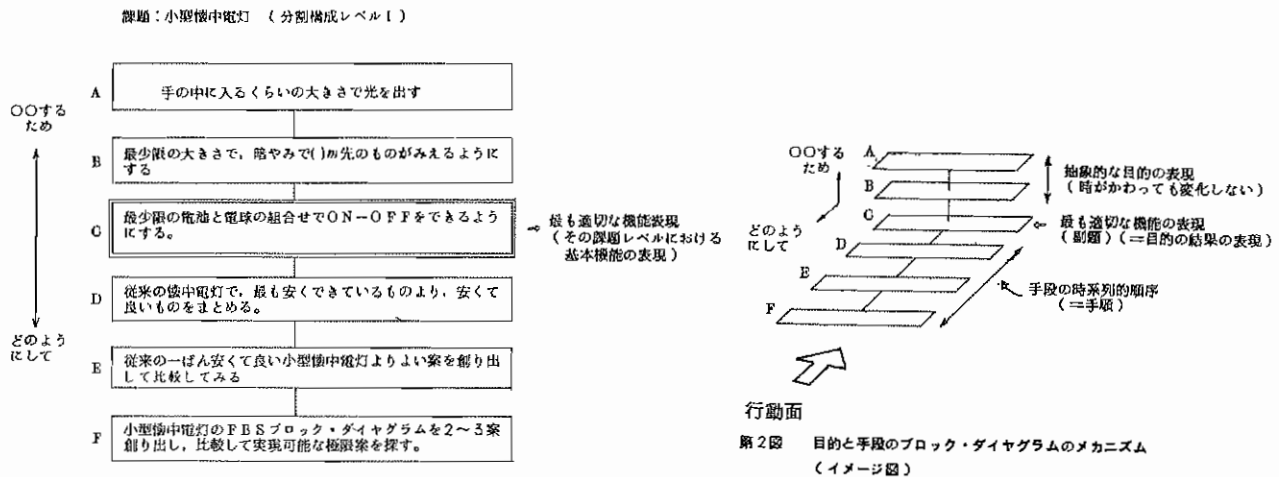 課題：小型懐中電灯 （分割構成レベルⅠ）
〇〇する
ため
どのよう
にして
A
手の中に入るくらいの大きさで光を出す
B
最少限の大きさで，暗やみで( )m先のものがみえるように
する
C
最少限の電池と電球の組合せでON－OFFをできるよう
にする。
⇨ 最も適切な機能表現
（その課題レベルにおける
基本機能の表現）
D
従来の懐中電灯で，最も安くできているものより，安くて
良いものをまとめる。
E
従来の一ばん安くて良い小型懐中電灯よりよい案を創り出
して比較してみる
F
小型懐中電灯のFBSブロック・ダイヤグラムを2～3案
創り出し，比較して実現可能な極限案を探す。
〇〇する
ため
どのよう
にして
A
B
C
D
E
F
抽象的な目的の表現
（時がかわっても変化しない）
最も適切な機能の表現
（副題）（＝目的の結果の表現）
手段の時系列的順序
（＝手順）
行動面
第2図 目的と手段のブロック・ダイヤグラムのメカニズム
（イメージ図）